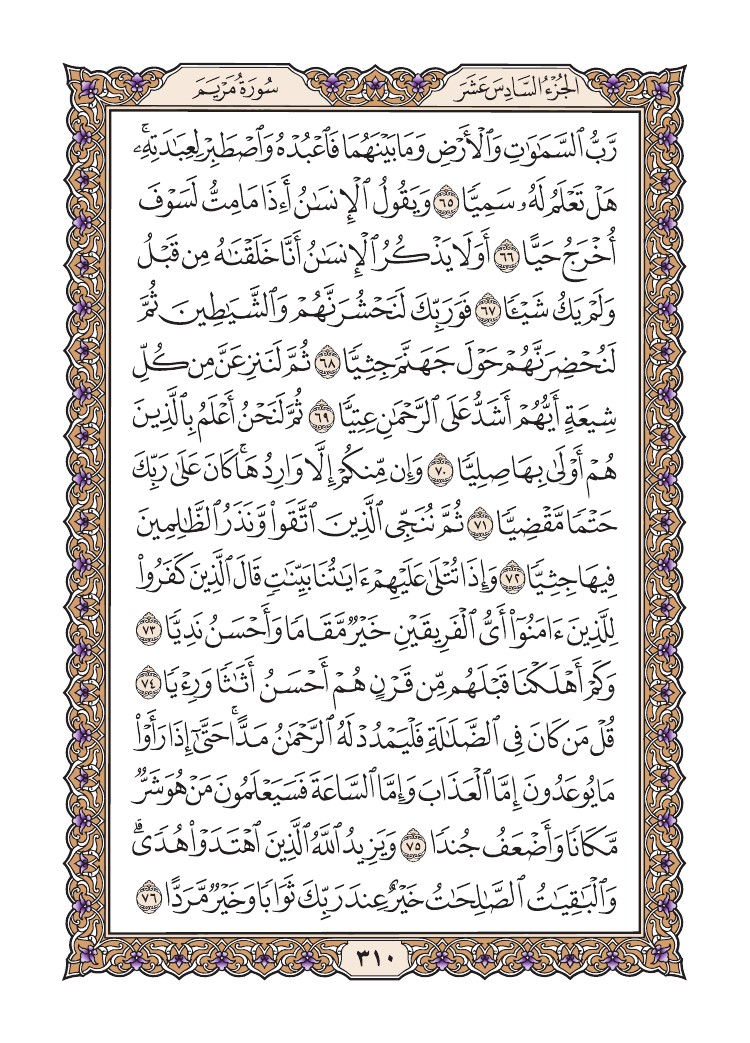 الجُزْءُ السَّادِسَ عَشَرَ
سُورَةُ مَرْيَمَ
رَّبُّ ٱلسَّمَٰوَٰتِ وَٱلْأَرْضِ وَمَا بَيْنَهُمَا فَٱعْبُدْهُ وَٱصْطَبِرْ لِعِبَٰدَتِهِۦۚ
هَلْ تَعْلَمُ لَهُۥ سَمِيًّا ٦٥ وَيَقُولُ ٱلْإِنسَٰنُ أَءِذَا مَا مِتُّ لَسَوْفَ
أُخْرَجُ حَيًّا ٦٦ أَوَلَا يَذْكُرُ ٱلْإِنسَٰنُ أَنَّا خَلَقْنَٰهُ مِن قَبْلُ
وَلَمْ يَكُ شَيْـًٔا ٦٧ فَوَرَبِّكَ لَنَحْشُرَنَّهُمْ وَٱلشَّيَٰطِينَ ثُمَّ
لَنُحْضِرَنَّهُمْ حَوْلَ جَهَنَّمَ جِثِيًّا ٦٨ ثُمَّ لَنَنزِعَنَّ مِن كُلِّ
شِيعَةٍ أَيُّهُمْ أَشَدُّ عَلَى ٱلرَّحْمَٰنِ عِتِيًّا ٦٩ ثُمَّ لَنَحْنُ أَعْلَمُ بِٱلَّذِينَ
هُمْ أَوْلَىٰ بِهَا صِلِيًّا ٧٠ وَإِن مِّنكُمْ إِلَّا وَارِدُهَاۚ كَانَ عَلَىٰ رَبِّكَ
حَتْمًا مَّقْضِيًّا ٧١ ثُمَّ نُنَجِّى ٱلَّذِينَ ٱتَّقَوا۟ وَّنَذَرُ ٱلظَّٰلِمِينَ
فِيهَا جِثِيًّا ٧٢ وَإِذَا تُتْلَىٰ عَلَيْهِمْ ءَايَٰتُنَا بَيِّنَٰتٍ قَالَ ٱلَّذِينَ كَفَرُوا۟
لِلَّذِينَ ءَامَنُوٓا۟ أَىُّ ٱلْفَرِيقَيْنِ خَيْرٌ مَّقَامًا وَأَحْسَنُ نَدِيًّا ٧٣
وَكَمْ أَهْلَكْنَا قَبْلَهُم مِّن قَرْنٍ هُمْ أَحْسَنُ أَثَٰثًا وَرِءْيًا ٧٤
قُلْ مَن كَانَ فِى ٱلضَّلَٰلَةِ فَلْيَمْدُدْ لَهُ ٱلرَّحْمَٰنُ مَدًّاۚ حَتَّىٰٓ إِذَا رَأَوْا۟
مَا يُوعَدُونَ إِمَّا ٱلْعَذَابَ وَإِمَّا ٱلسَّاعَةَ فَسَيَعْلَمُونَ مَنْ هُوَ شَرٌّ
مَّكَانًا وَأَضْعَفُ جُندًا ٧٥ وَيَزِيدُ ٱللَّهُ ٱلَّذِينَ ٱهْتَدَوْا۟ هُدًىۗ
وَٱلْبَٰقِيَٰتُ ٱلصَّٰلِحَٰتُ خَيْرٌ عِندَ رَبِّكَ ثَوَابًا وَخَيْرٌ مَّرَدًّا ٧٦
٣١٠